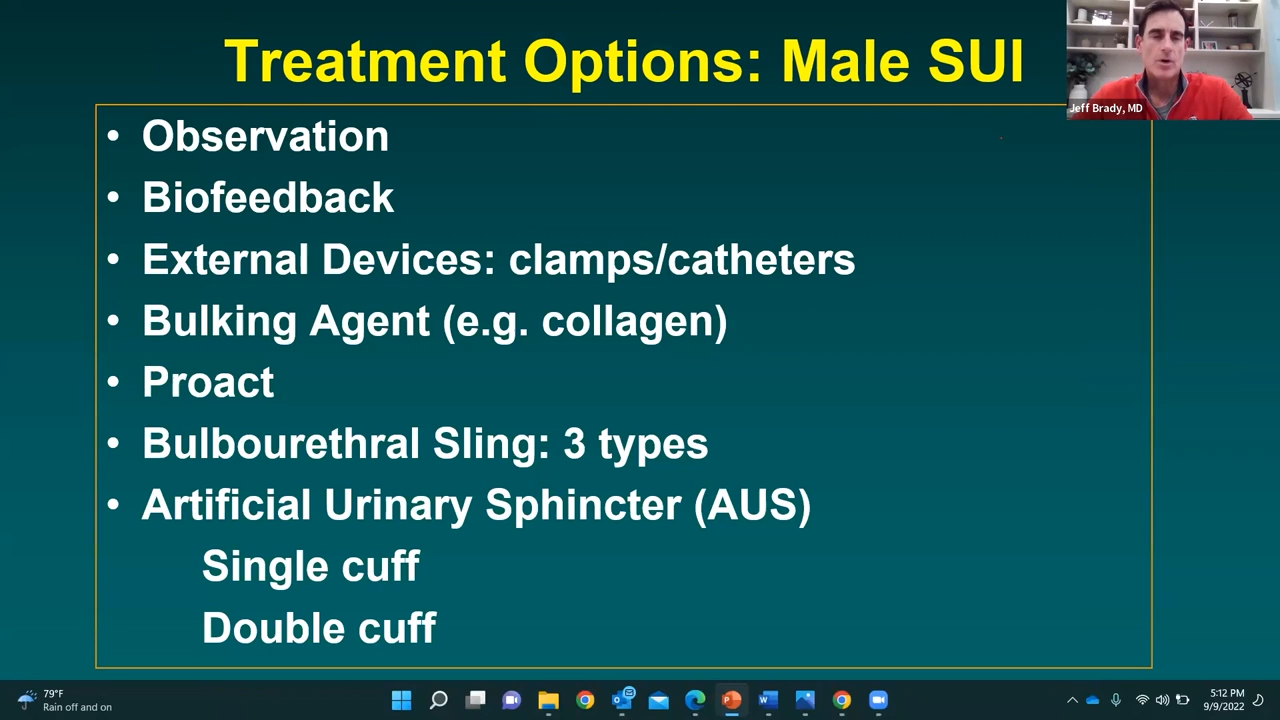 Treatment Options: Male SUI
Jeff Brady, MD
• Observation
• Biofeedback
• External Devices: clamps/catheters
• Bulking Agent (e.g. collagen)
• Proact
• Bulbourethral Sling: 3 types
• Artificial Urinary Sphincter (AUS)
Single cuff
Double cuff
79°F
Rain off and on
5:12 PM
9/9/2022